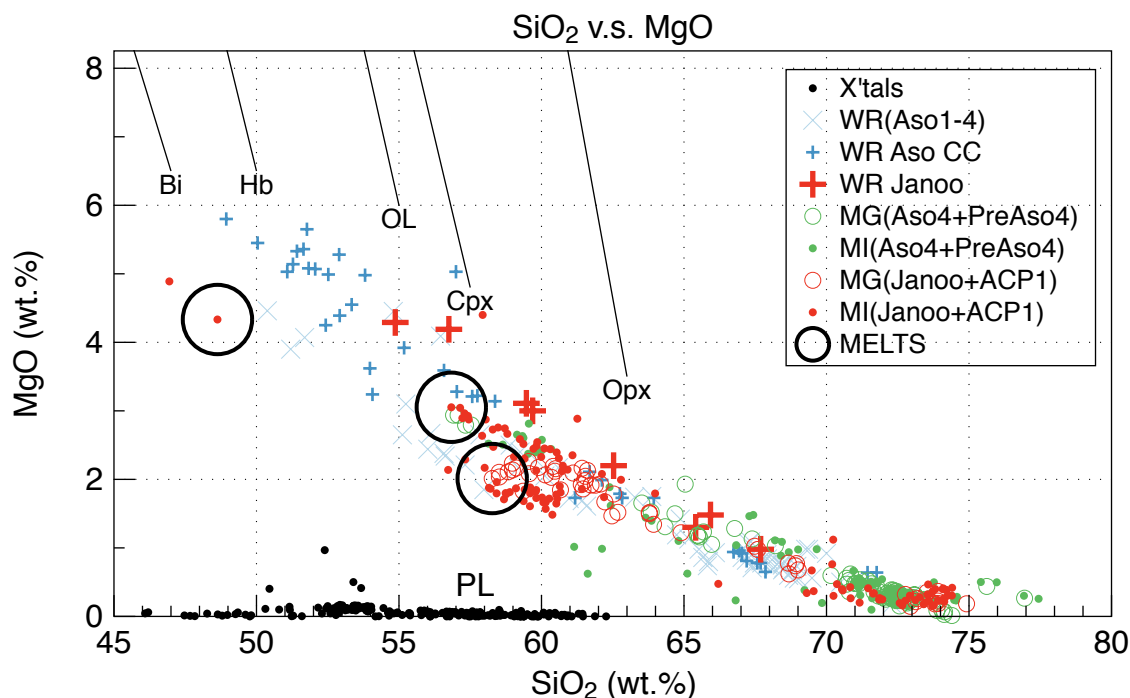 SiO2 v.s. MgO
8
6
4
2
0
MgO (wt.%)
Bi
Hb
OL
Cpx
Opx
PL
X'tals
WR(Aso1-4)
WR Aso CC
WR Janoo
MG(Aso4+PreAso4)
MI(Aso4+PreAso4)
MG(Janoo+ACP1)
MI(Janoo+ACP1)
MELTS
45 50 55 60 65 70 75 80
SiO2 (wt.%)